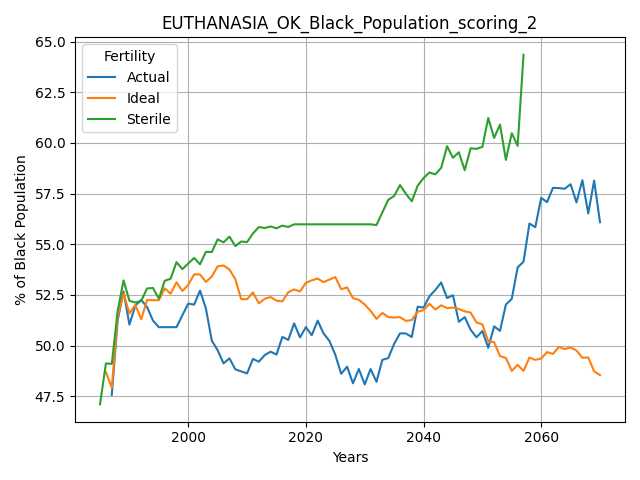 EUTHANASIA_OK_Black_Population_scoring_2
Fertility
Actual
Ideal
Sterile
% of Black Population
65.0
62.5
60.0
57.5
55.0
52.5
50.0
47.5
2000
2020
2040
2060
Years